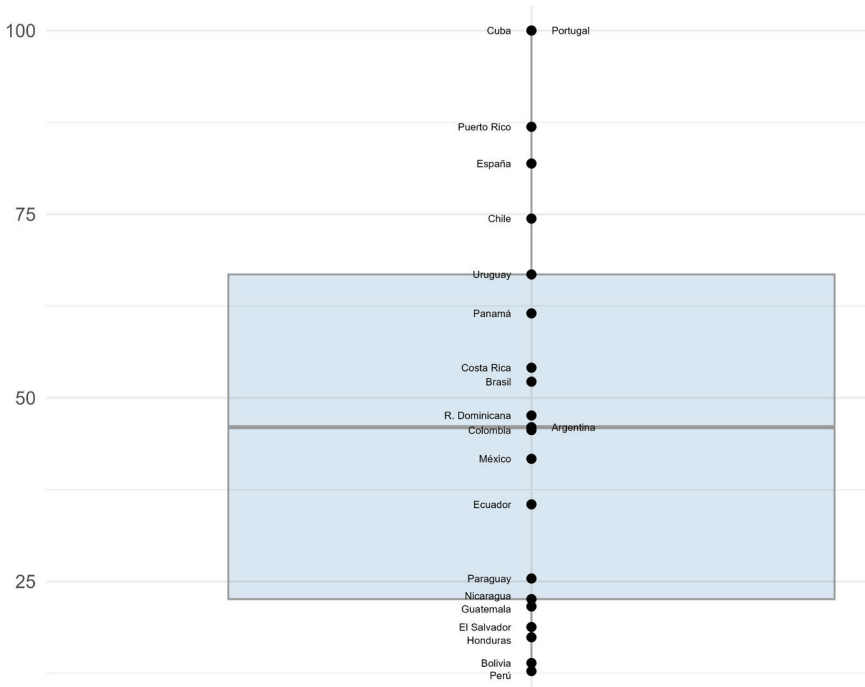 100
Cuba
Portugal
Puerto Rico
España
75
Chile
Uruguay
Panamá
Costa Rica
Brasil
50
R. Dominicana
Argentina
Colombia
México
Ecuador
25
Paraguay
Nicaragua
Guatemala
El Salvador
Honduras
Bolivia
Perú